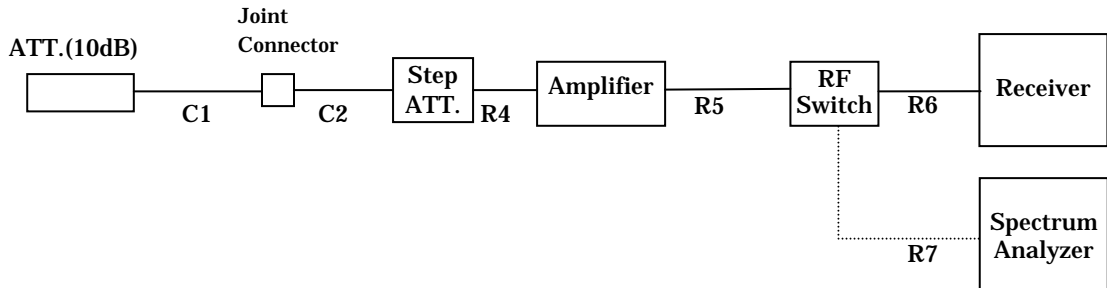 Joint
Connector
ATT.(10dB)
C1
C2
Step
ATT.
R4
Amplifier
R5
RF
Switch
R6
Receiver
R7
Spectrum
Analyzer